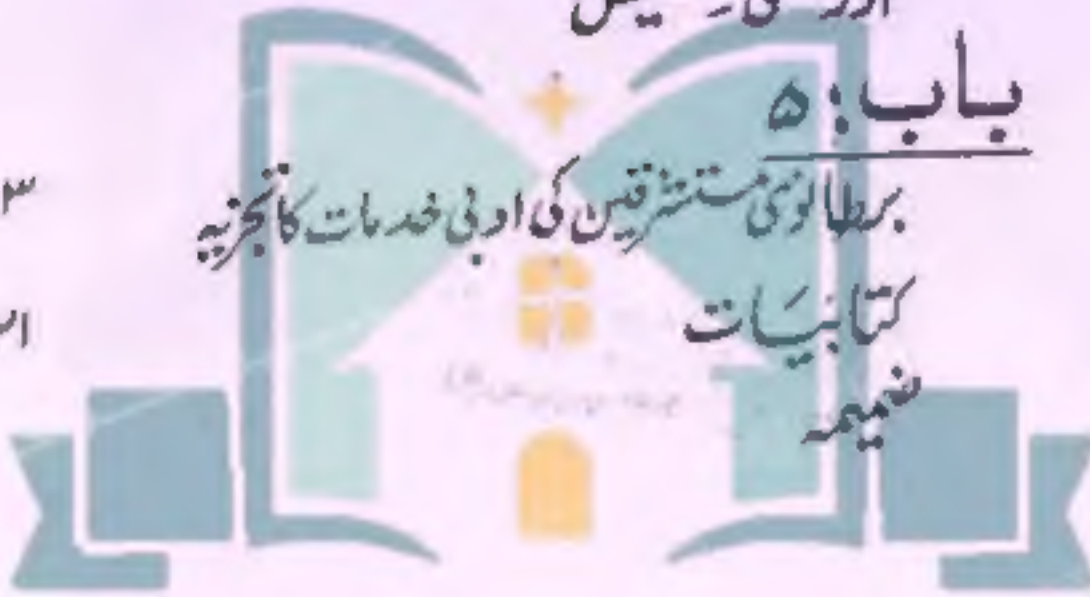 باب: ۵
برطانوی مستشرقین کی ادبی خدمات کا تجزیہ
کتابیات
ضمیمہ